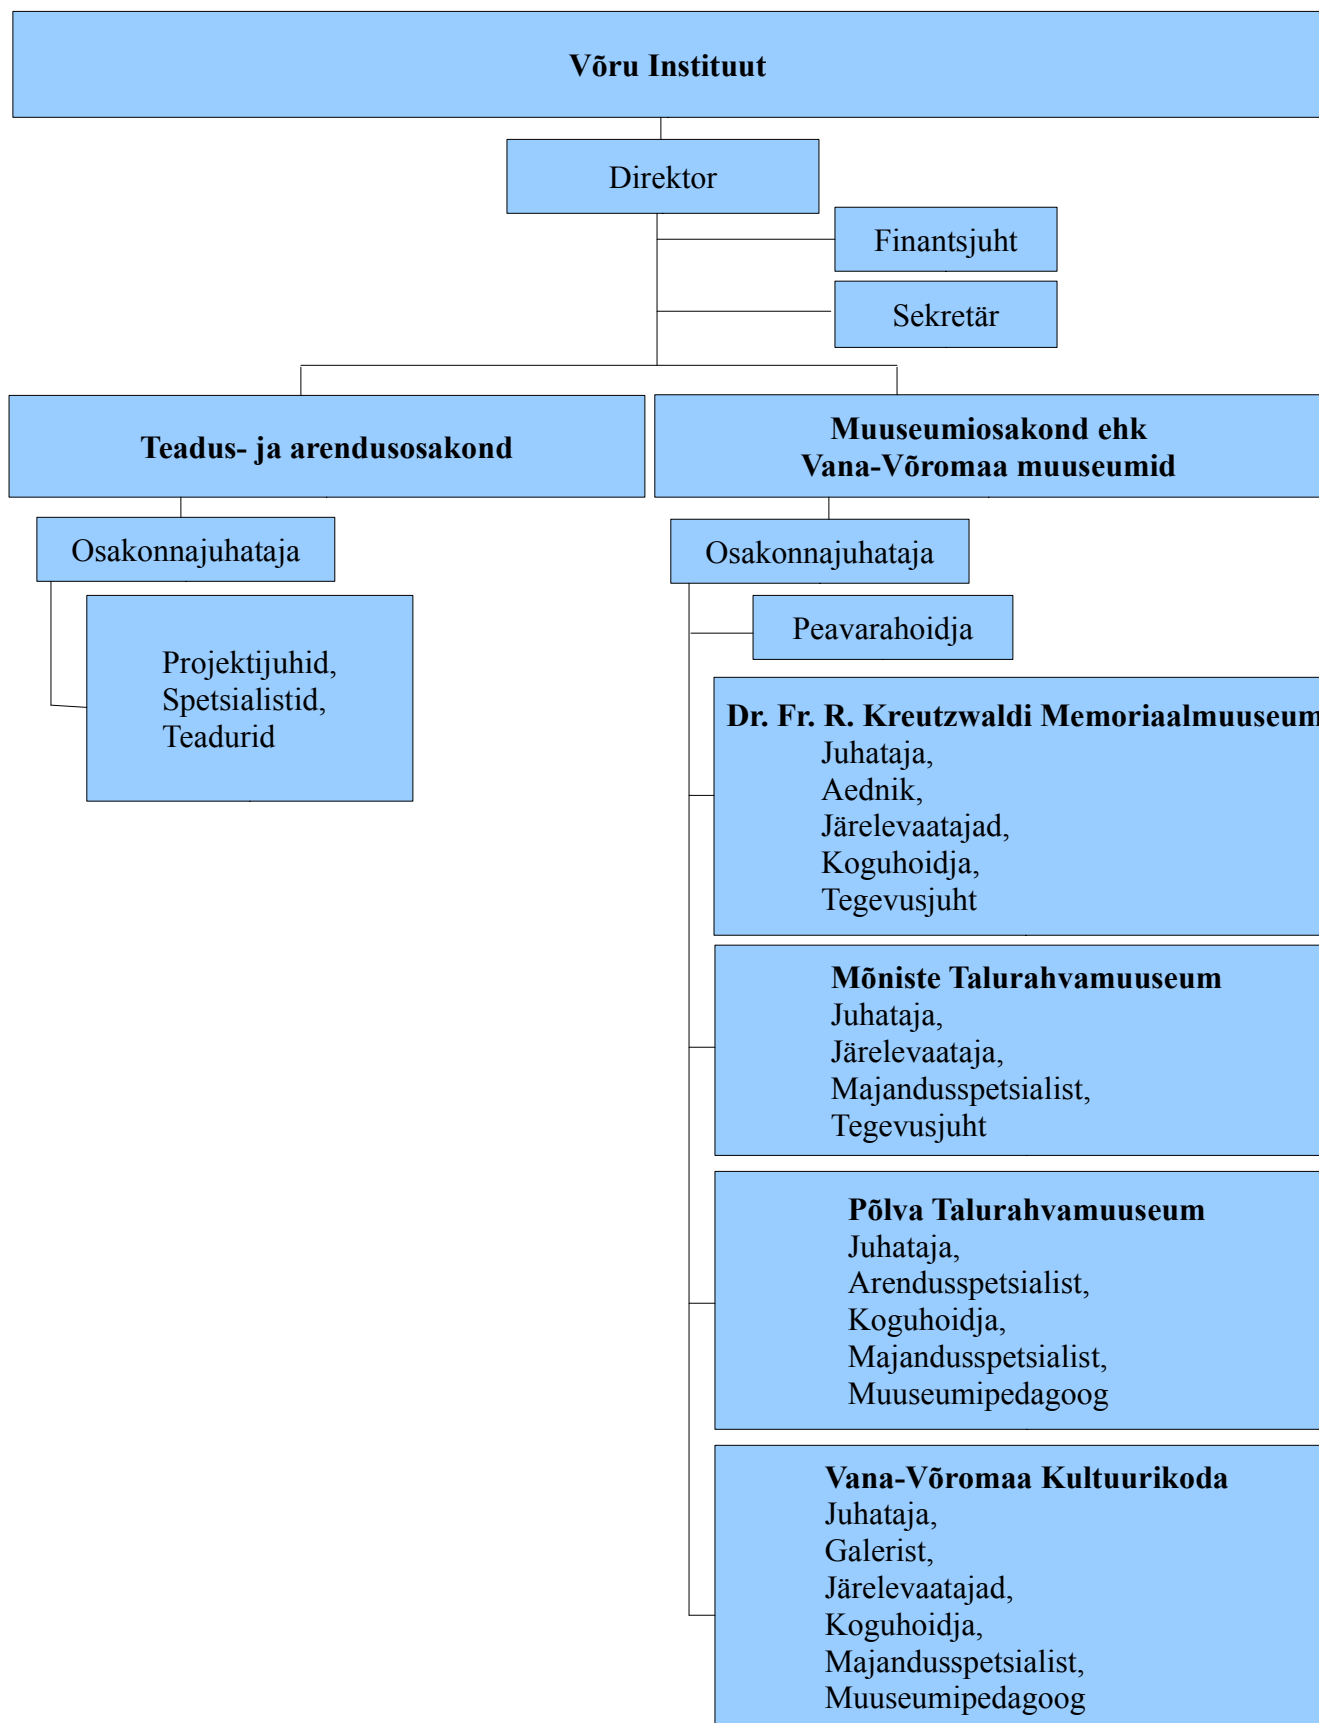 Võru Instituut
Direktor
Finantsjuht
Sekretär
Teadus- ja arendusosakond
Osakonnajuhataja
Projektijuhid,
Spetsialistid,
Teadurid
Muuseumiosakond ehk
Vana-Võromaa muuseumid
Osakonnajuhataja
Peavarahoidja
Dr. Fr. R. Kreutzwaldi Memoriaalmuuseum
Juhataja,
Aednik,
Järelevaatajad,
Koguhoidja,
Tegevusjuht
Mõniste Talurahvamuuseum
Juhataja,
Järelevaataja,
Majandusspetsialist,
Tegevusjuht
Põlva Talurahvamuuseum
Juhataja,
Arendusspetsialist,
Koguhoidja,
Majandusspetsialist,
Muuseumipedagoog
Vana-Võromaa Kultuurikoda
Juhataja,
Galerist,
Järelevaatajad,
Koguhoidja,
Majandusspetsialist,
Muuseumipedagoog